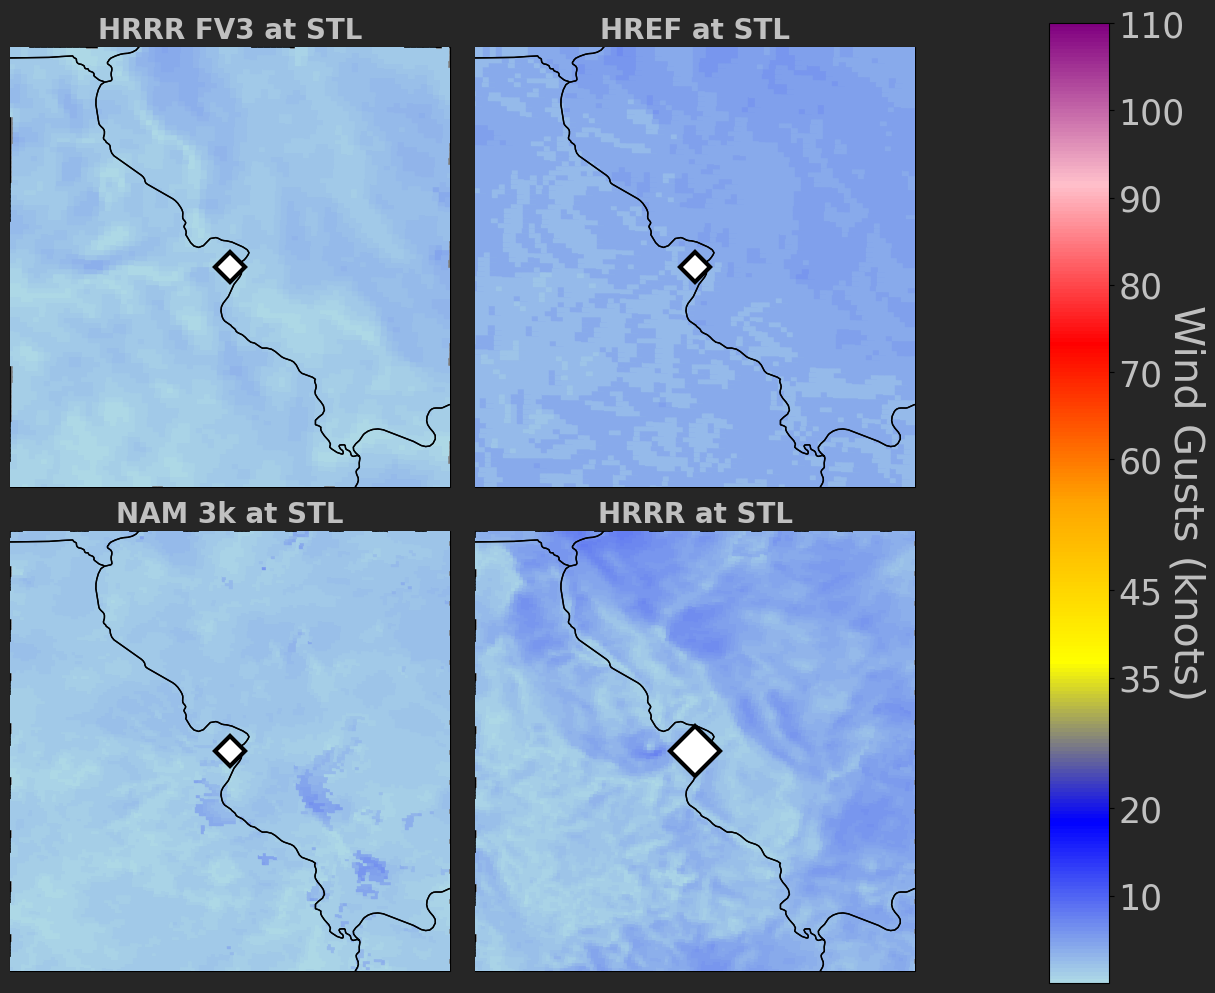 HRRR FV3 at STL
HREF at STL
NAM 3k at STL
HRRR at STL
110
100
90
80
70
60
45
35
20
10
Wind Gusts (knots)